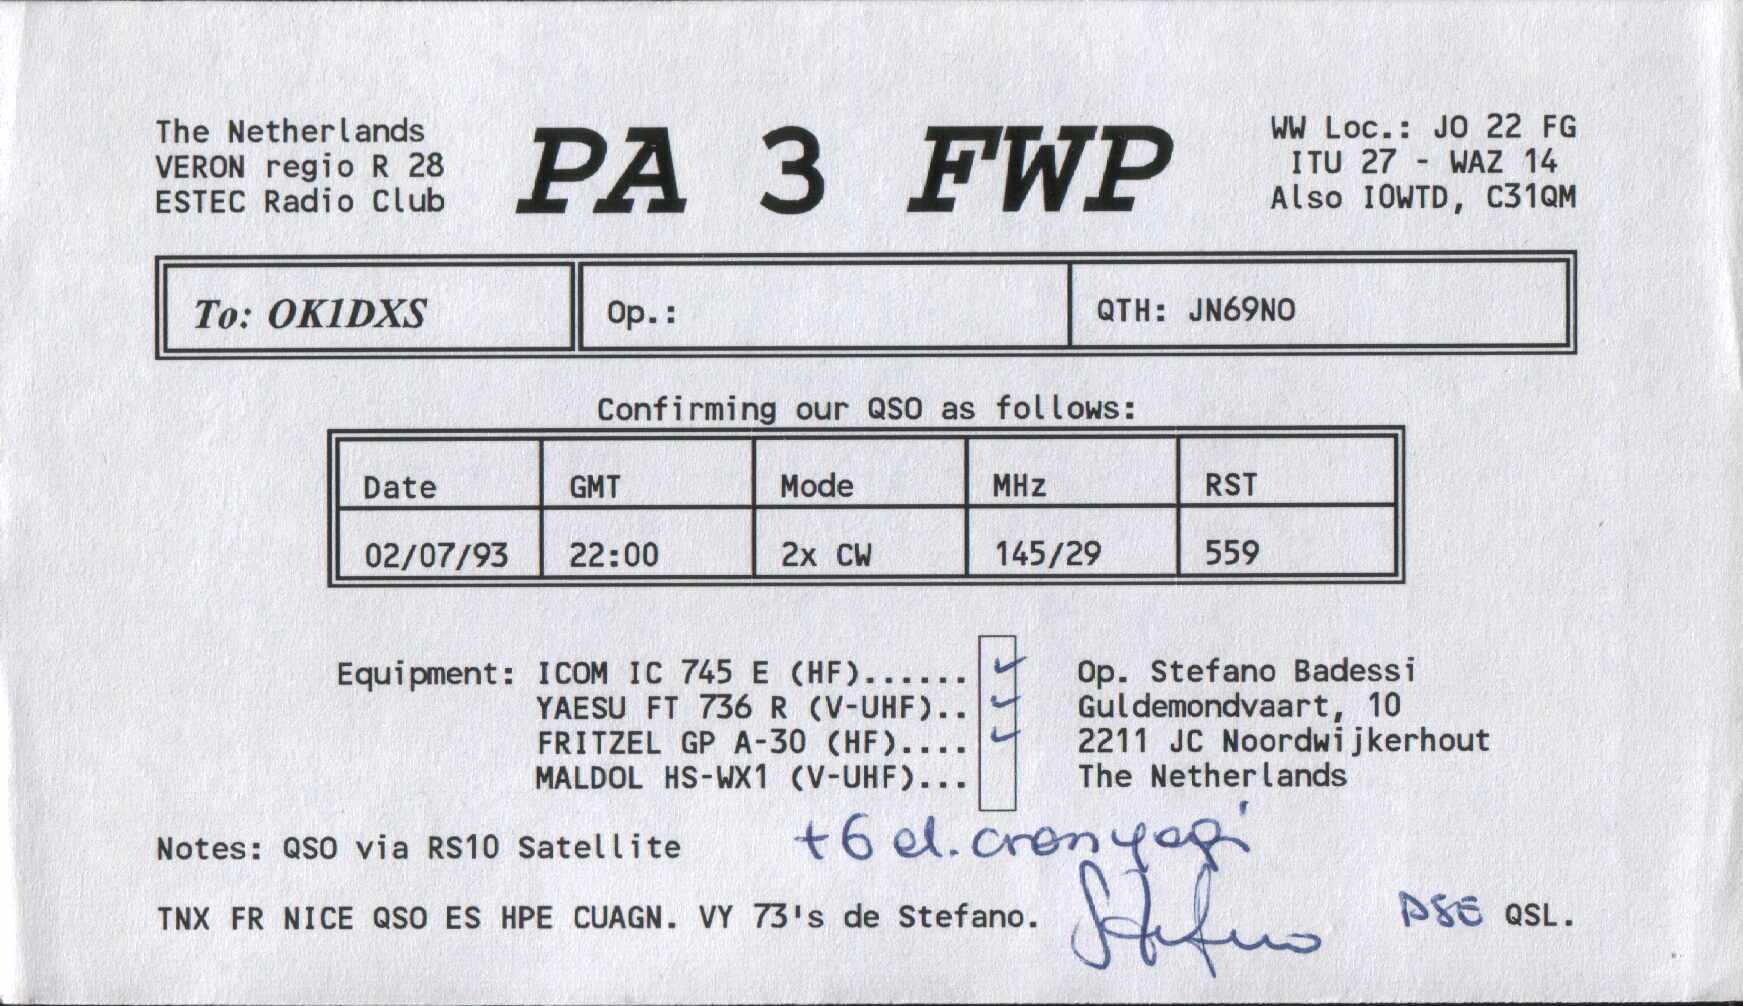 The Netherlands
VERON regio R 28
ESTEC Radio Club
PA 3 FWP
WW Loc.: JO 22 FG
ITU 27 - WAZ 14
Also I0WTD, C31QM
To: OK1DXS
Op.:
QTH: JN69NO
Confirming our QSO as follows:
Date GMT Mode MHz RST
02/07/93 22:00 2x CW 145/29 559
Equipment: ICOM IC 745 E (HF)...... ✓
YAESU FT 736 R (V-UHF).. ✓
FRITZEL GP A-30 (HF).... ✓
MALDOL HS-WX1 (V-UHF)...
Op. Stefano Badessi
Guldemondvaart, 10
2211 JC Noordwijkerhout
The Netherlands
Notes: QSO via RS10 Satellite + 6 el. cross yagi
TNX FR NICE QSO ES HPE CUAGN. VY 73's de Stefano. Stefano PSE QSL.